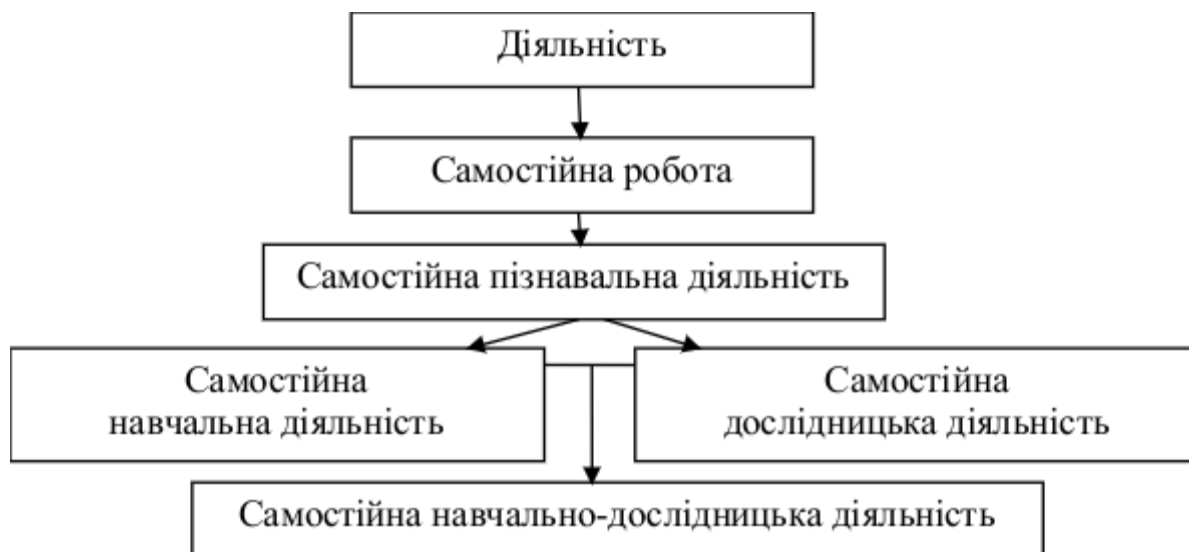 Діяльність
Самостійна робота
Самостійна пізнавальна діяльність
Самостійна
навчальна діяльність
Самостійна
дослідницька діяльність
Самостійна навчально-дослідницька діяльність